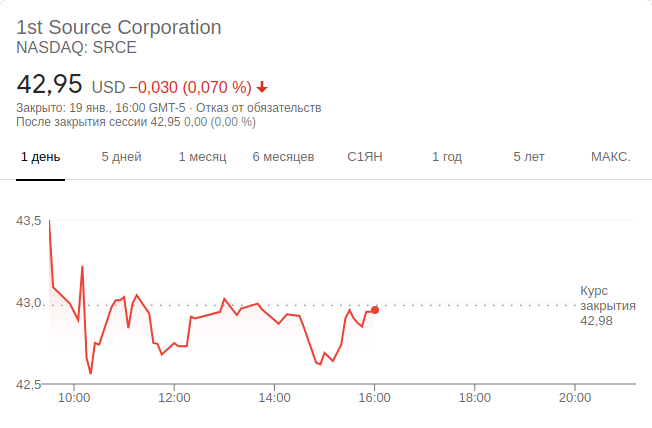 1st Source Corporation
NASDAQ: SRCE
42,95 USD −0,030 (0,070 %)
Закрыто: 19 янв., 16:00 GMT-5 · Отказ от обязательств
После закрытия сессии 42,95 0,00 (0,00 %)
1 день 5 дней 1 месяц 6 месяцев С1ЯН 1 год 5 лет МАКС.
43,5
43,0
42,5
Курс
закрытия
42,98
10:00 12:00 14:00 16:00 18:00 20:00